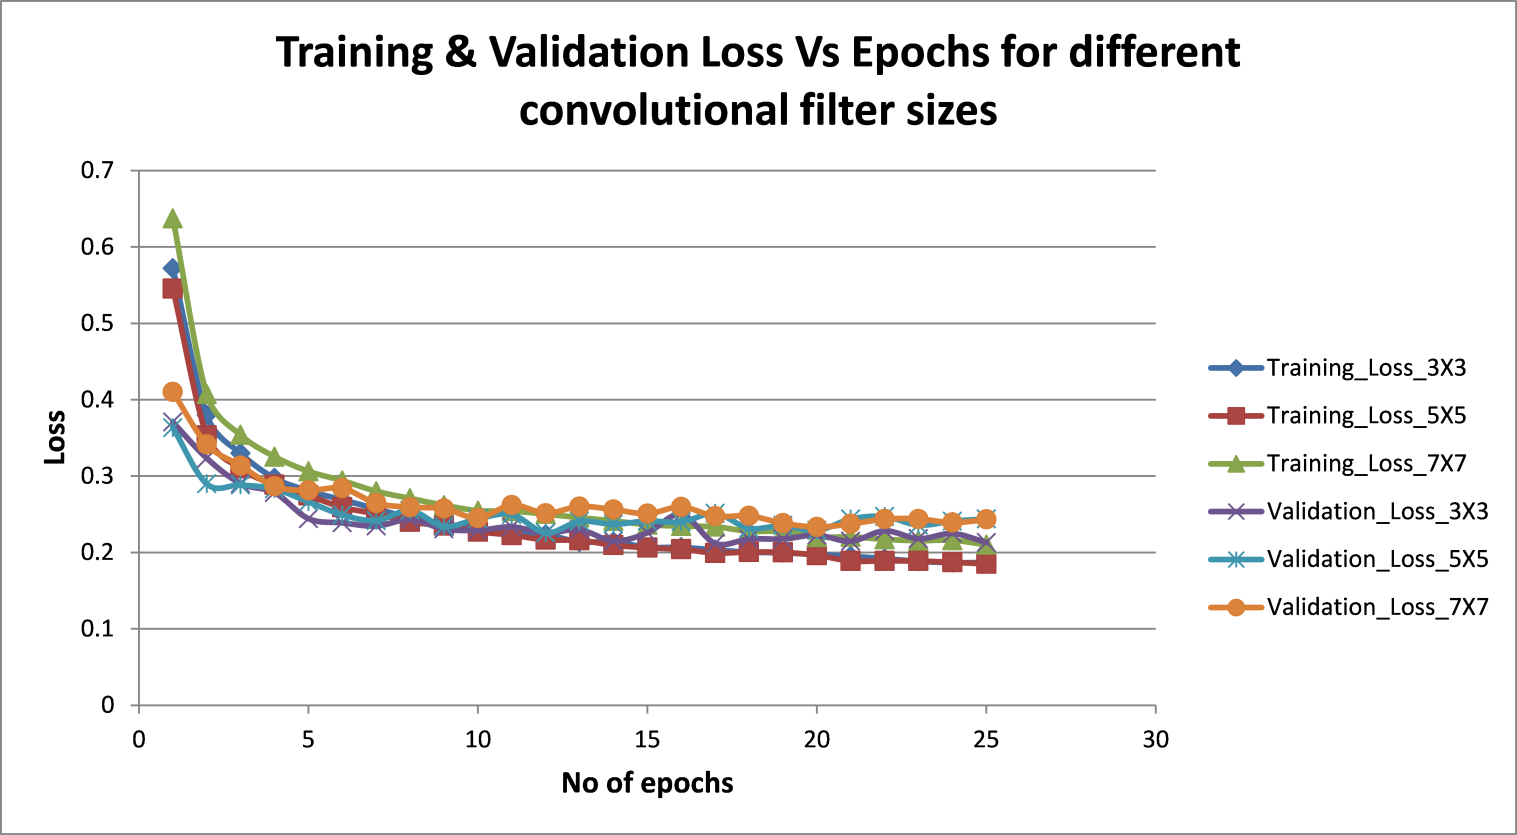 Training & Validation Loss Vs Epochs for different
convolutional filter sizes
0.7
0.6
0.5
0.4
0.3
0.2
0.1
0
Loss
0 5 10 15 20 25 30
No of epochs
Training_Loss_3X3
Training_Loss_5X5
Training_Loss_7X7
Validation_Loss_3X3
Validation_Loss_5X5
Validation_Loss_7X7